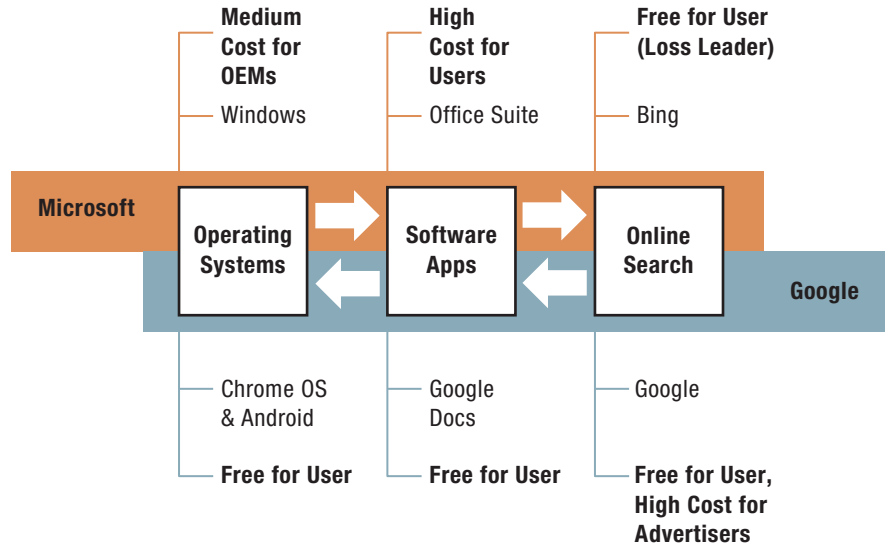 Medium
Cost for
OEMs
Windows
High
Cost for
Users
Office Suite
Free for User
(Loss Leader)
Bing
Microsoft
Operating
Systems
Software
Apps
Online
Search
Google
Chrome OS
& Android
Free for User
Google
Docs
Free for User
Google
Free for User,
High Cost for
Advertisers